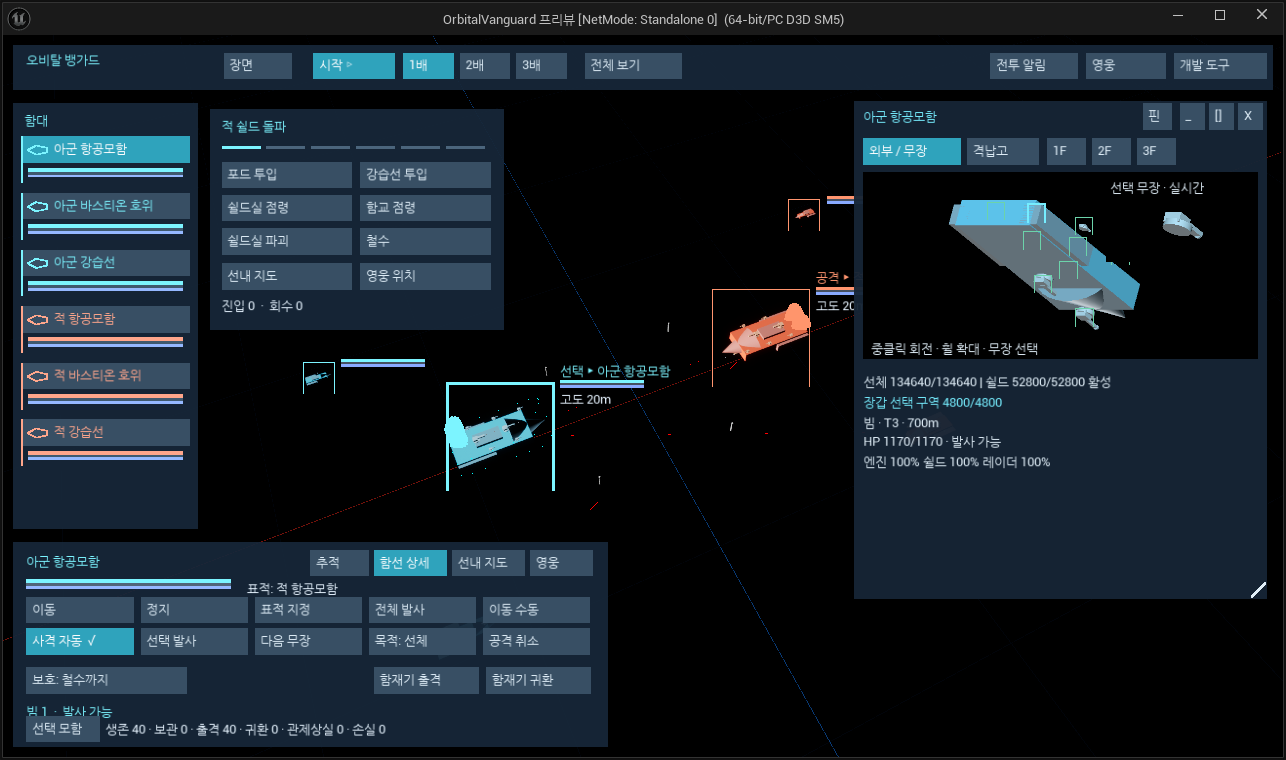 OrbitalVanguard 프리뷰 [NetMode: Standalone 0] (64-bit/PC D3D SM5)
오비탈 뱅가드
장면
시작 ▹
1배
2배
3배
전체 보기
전투 알림
영웅
개발 도구
함대
아군 항공모함
아군 바스티온 호위
아군 강습선
적 항공모함
적 바스티온 호위
적 강습선
적 쉴드 돌파
포드 투입
강습선 투입
쉴드실 점령
함교 점령
쉴드실 파괴
철수
선내 지도
영웅 위치
진입 0 · 회수 0
공격 ▸
고도 20
선택 ▸ 아군 항공모함
고도 20m
아군 항공모함
핀
_
[]
X
외부 / 무장
격납고
1F
2F
3F
선택 무장 · 실시간
중클릭 회전 · 휠 확대 · 무장 선택
선체 134640/134640 | 쉴드 52800/52800 활성
장갑 선택 구역 4800/4800
빔 · T3 · 700m
HP 1170/1170 · 발사 가능
엔진 100% 쉴드 100% 레이더 100%
아군 항공모함
추적
함선 상세
선내 지도
영웅
표적: 적 항공모함
이동
정지
표적 지정
전체 발사
이동 수동
사격 자동 √
선택 발사
다음 무장
목적: 선체
공격 취소
보호: 철수까지
함재기 출격
함재기 귀환
빔 1 · 발사 가능
선택 모함
생존 40 · 보관 0 · 출격 40 · 귀환 0 · 관제상실 0 · 손실 0